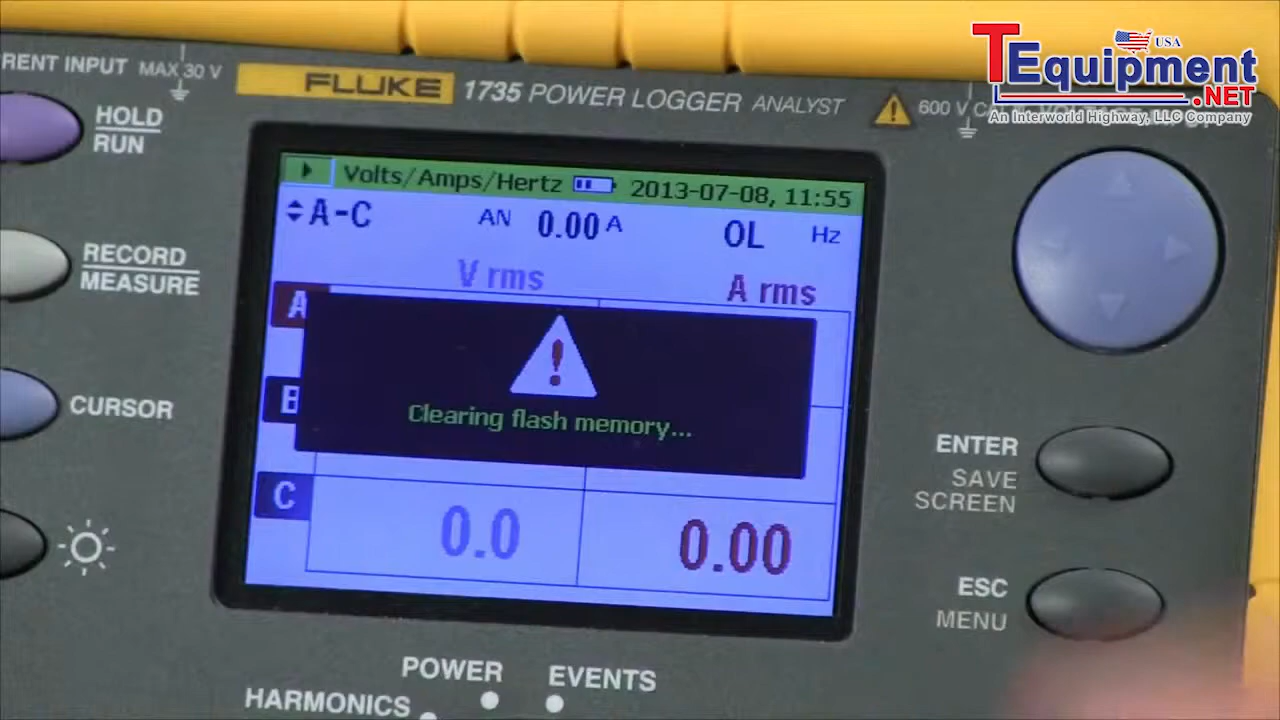 TEquipment
USA
.NET
An Interworld Highway, LLC Company
RENT INPUT MAX 30 V
FLUKE 1735 POWER LOGGER ANALYST
600 V
HOLD
RUN
RECORD
MEASURE
CURSOR
Volts/Amps/Hertz 2013-07-08, 11:55
A-C AN 0.00 A OL Hz
V rms A rms
A
Clearing flash memory...
B
C 0.0 0.00
ENTER
SAVE
SCREEN
ESC
MENU
POWER EVENTS
HARMONICS